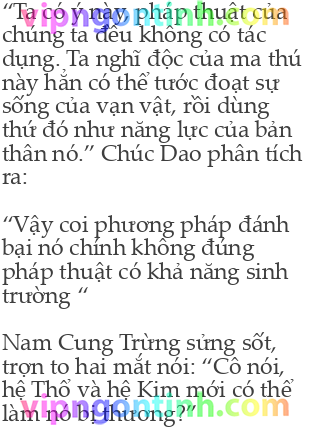 “Ta có ý này, pháp thuật của
chúng ta đều không có tác
dụng. Ta nghĩ độc của ma thú
này hẳn có thể tước đoạt sự
sống của vạn vật, rồi dùng
thứ đó như năng lực của bản
thân nó.” Chúc Dao phân tích
ra:

“Vậy coi phương pháp đánh
bại nó chính không đúng
pháp thuật có khả năng sinh
trường “

Nam Cung Trừng sửng sốt,
trợn to hai mắt nói: “Cô nói,
hệ Thổ và hệ Kim mới có thể
làm nó bị thương?”
vipngontinh.com
vipngontinh.com